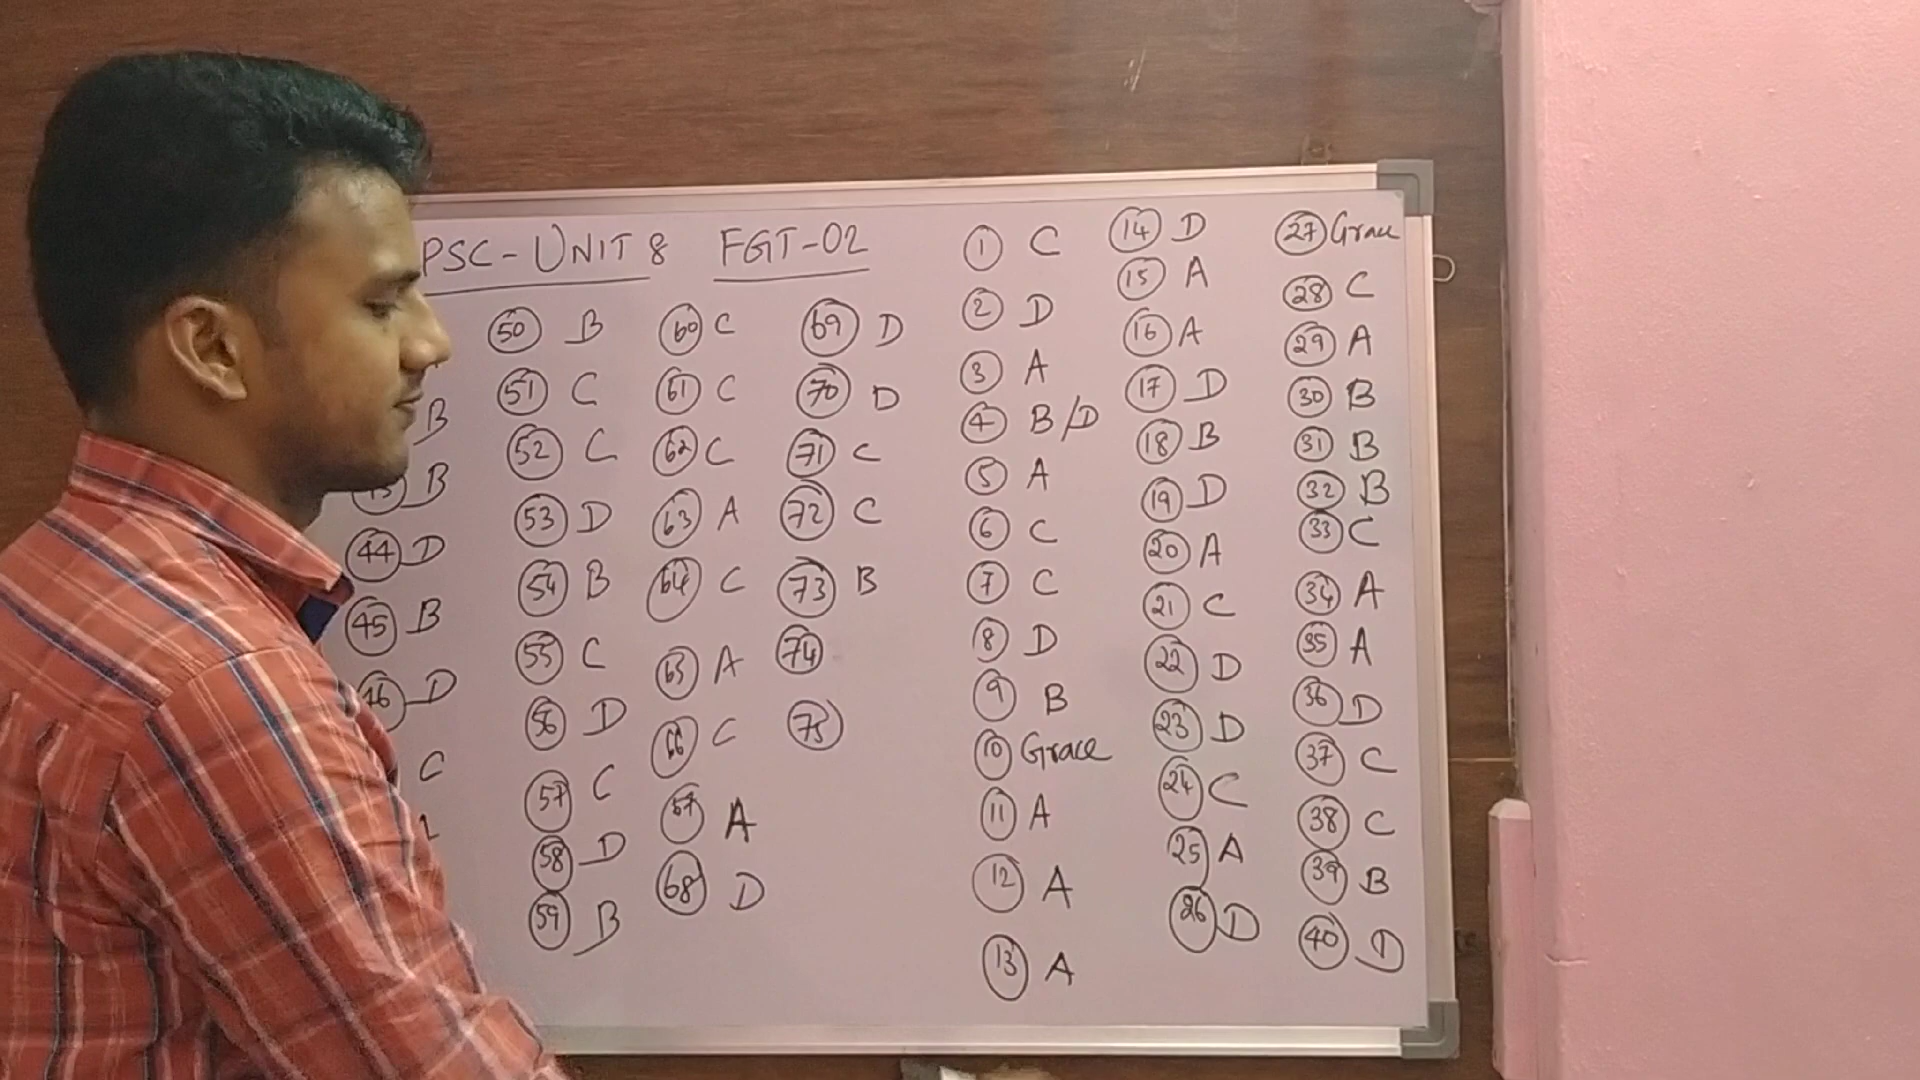 PSC - UNIT 8 FGT-02
B
B
44 D
45 B
46 D
C
50 B
51 C
52 C
53 D
54 B
55 C
56 D
57 C
58 D
59 B
60 C
61 C
62 C
63 A
64 C
65 A
66 C
67 A
68 D
69 D
70 D
71 C
72 C
73 B
74
75
1 C
2 D
3 A
4 B/D
5 A
6 C
7 C
8 D
9 B
10 Grace
11 A
12 A
13 A
14 D
15 A
16 A
17 D
18 B
19 D
20 A
21 C
22 D
23 D
24 C
25 A
26 D
27 Grace
28 C
29 A
30 B
31 B
32 B
33 C
34 A
35 A
36 D
37 C
38 C
39 B
40 D